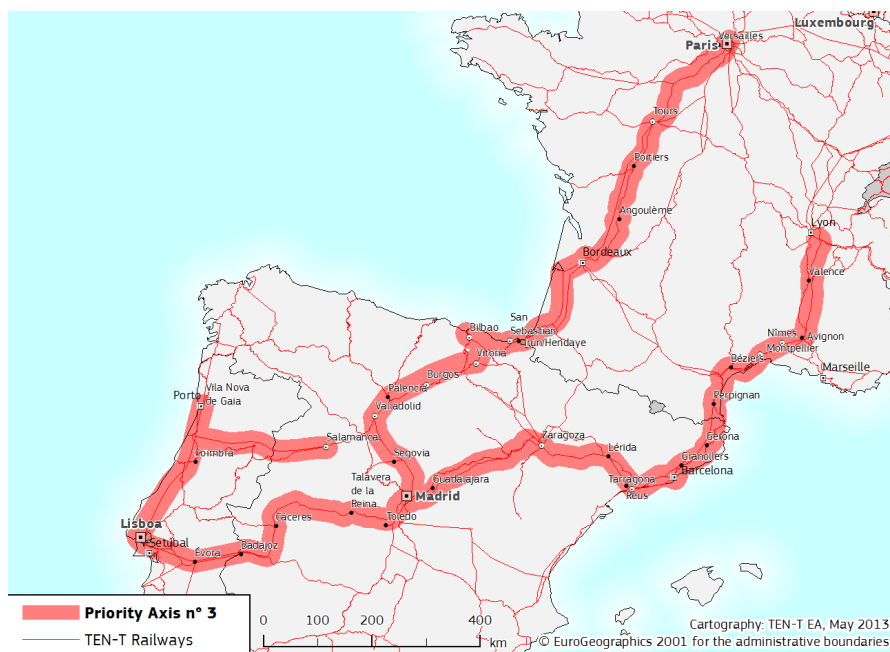 Luxembourg
Versailles
Paris
Tours
Poitiers
Angoulême
Lyon
Bordeaux
Valence
San
Sebastián
Bilbao
Irún/Hendaye
Nîmes
Avignon
Montpellier
Vitoria
Béziers
Marseille
Burgos
Palencia
Perpignan
Porto
Vila Nova
de Gaia
Valladolid
Salamanca
Zaragoza
Gerona
Coimbra
Segovia
Lérida
Granollers
Barcelona
Talavera
de la
Reina
Guadalajara
Tarragona
Reus
Madrid
Lisboa
Cáceres
Toledo
Setúbal
Évora
Badajoz
Priority Axis n° 3
TEN-T Railways
0 100 200 400
km
Cartography: TEN-T EA, May 2013
© EuroGeographics 2001 for the administrative boundaries